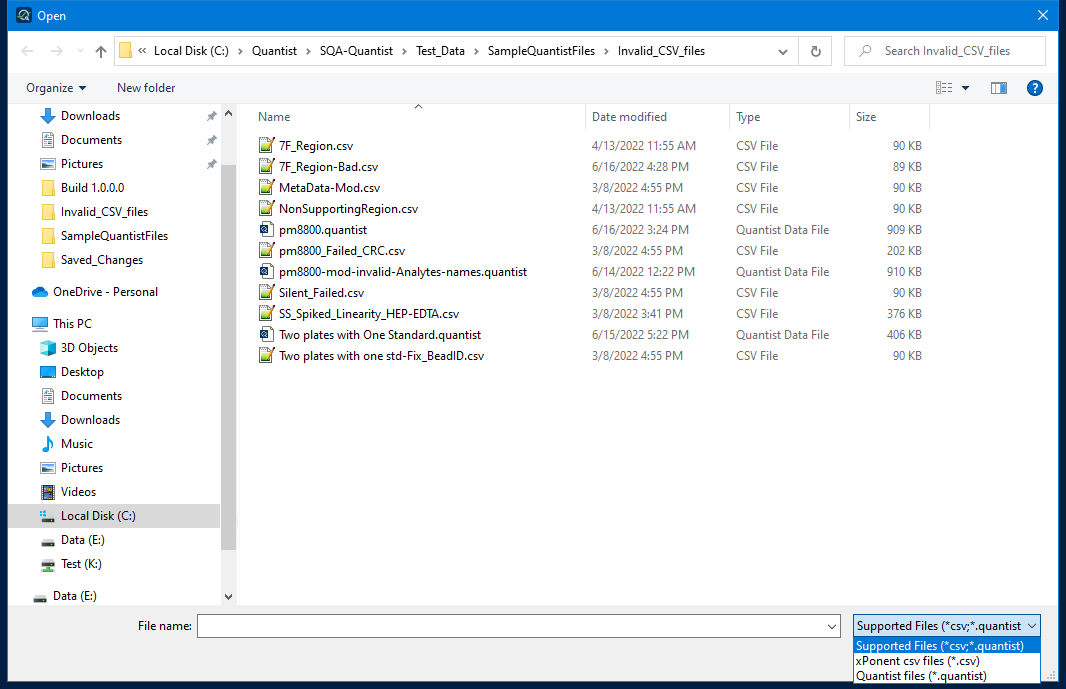 Open
« Local Disk (C:) > Quantist > SQA-Quantist > Test_Data > SampleQuantistFiles > Invalid_CSV_files
Search Invalid_CSV_files
Organize
New folder
Downloads
Documents
Pictures
Build 1.0.0.0
Invalid_CSV_files
SampleQuantistFiles
Saved_Changes
OneDrive - Personal
This PC
3D Objects
Desktop
Documents
Downloads
Music
Pictures
Videos
Local Disk (C:)
Data (E:)
Test (K:)
Data (E:)
Name Date modified Type Size
7F_Region.csv 4/13/2022 11:55 AM CSV File 90 KB
7F_Region-Bad.csv 6/16/2022 4:28 PM CSV File 89 KB
MetaData-Mod.csv 3/8/2022 4:55 PM CSV File 90 KB
NonSupportingRegion.csv 4/13/2022 11:55 AM CSV File 90 KB
pm8800.quantist 6/16/2022 3:24 PM Quantist Data File 909 KB
pm8800_Failed_CRC.csv 3/8/2022 4:55 PM CSV File 202 KB
pm8800-mod-invalid-Analytes-names.quantist 6/14/2022 12:22 PM Quantist Data File 910 KB
Silent_Failed.csv 3/8/2022 4:55 PM CSV File 90 KB
SS_Spiked_Linearity_HEP-EDTA.csv 3/8/2022 3:41 PM CSV File 376 KB
Two plates with One Standard.quantist 6/15/2022 5:22 PM Quantist Data File 406 KB
Two plates with one std-Fix_BeadID.csv 3/8/2022 4:55 PM CSV File 90 KB
File name:
Supported Files (*csv;*.quantist
Supported Files (*csv;*.quantist)
xPonent csv files (*.csv)
Quantist files (*.quantist)